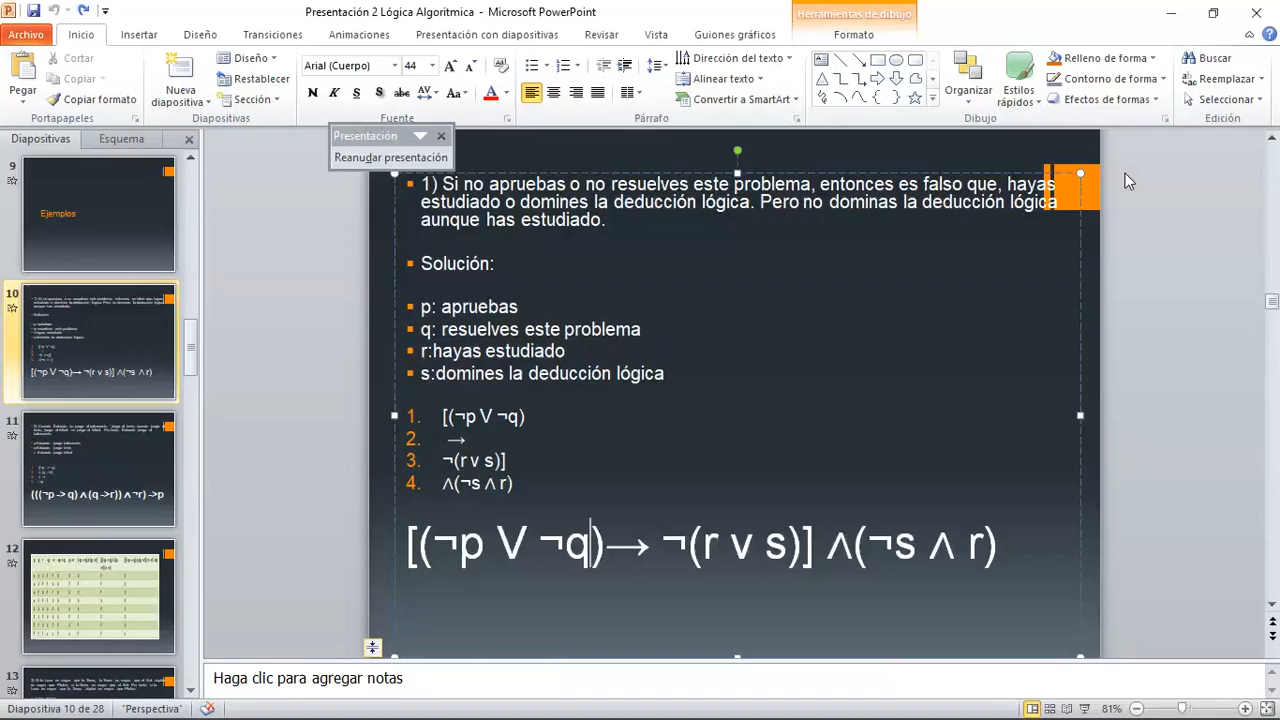 Presentación 2 Lógica Algoritmica - Microsoft PowerPoint
Herramientas de dibujo
Archivo Inicio Insertar Diseño Transiciones Animaciones Presentación con diapositivas Revisar Vista Guiones gráficos Formato
Pegar
Cortar
Copiar
Copiar formato
Portapapeles
Nueva diapositiva
Diseño
Restablecer
Sección
Diapositivas
Arial (Cuerpo) 44
N K S S abc AV Aa A
Fuente
Dirección del texto
Alinear texto
Convertir a SmartArt
Párrafo
Organizar
Estilos rápidos
Relleno de forma
Contorno de forma
Efectos de formas
Dibujo
Buscar
Reemplazar
Seleccionar
Edición
Presentación
Reanudar presentación
Diapositivas Esquema
9
Ejemplos
10
[(¬p V ¬q)→ ¬(r v s)] ∧(¬s ∧ r)
11
(((¬p -> q) ∧ (q ->r)) ∧ ¬r) ->p
12
13
1) Si no apruebas o no resuelves este problema, entonces es falso que, hayas
estudiado o domines la deducción lógica. Pero no dominas la deducción lógica
aunque has estudiado.
Solución:
p: apruebas
q: resuelves este problema
r:hayas estudiado
s:domines la deducción lógica
1. [(¬p V ¬q)
2. →
3. ¬(r v s)]
4. ∧(¬s ∧ r)
[(¬p V ¬q)→ ¬(r v s)] ∧(¬s ∧ r)
Haga clic para agregar notas
Diapositiva 10 de 28 "Perspectiva" 81%